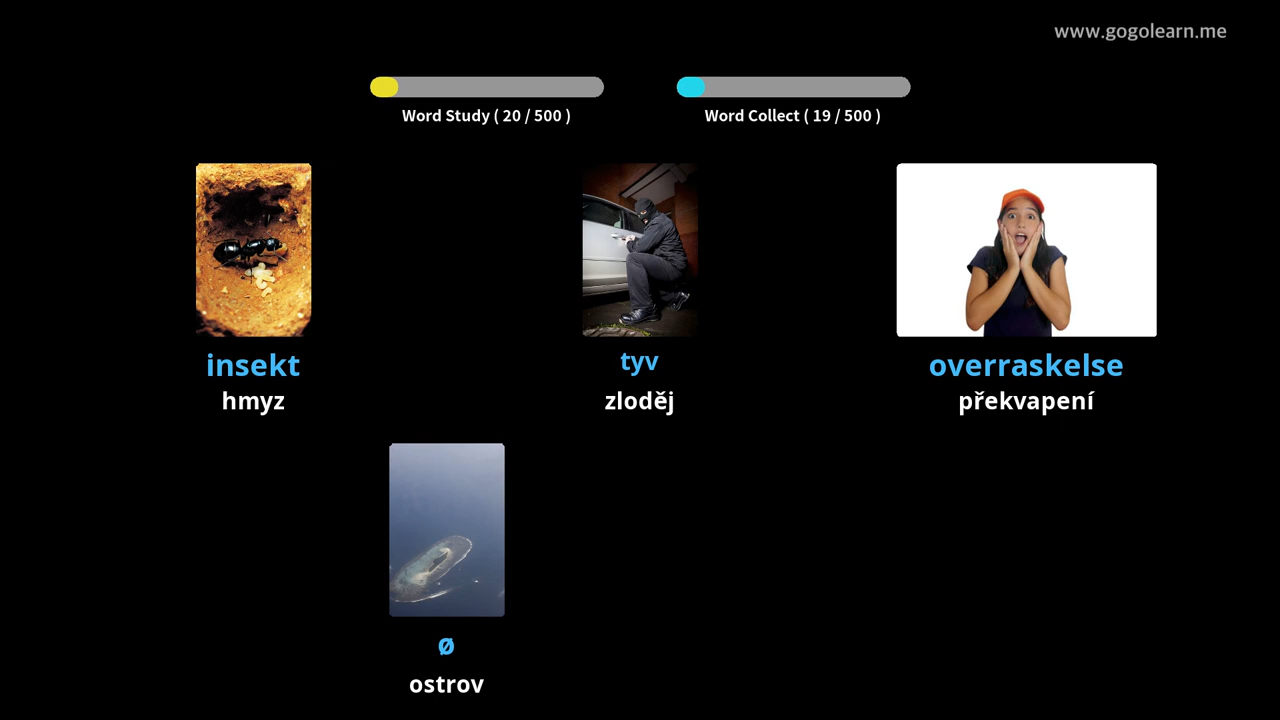 www.gogolearn.me
Word Study ( 20 / 500 )
Word Collect ( 19 / 500 )
insekt
hmyz
tyv
zloděj
overraskelse
překvapení
ø
ostrov